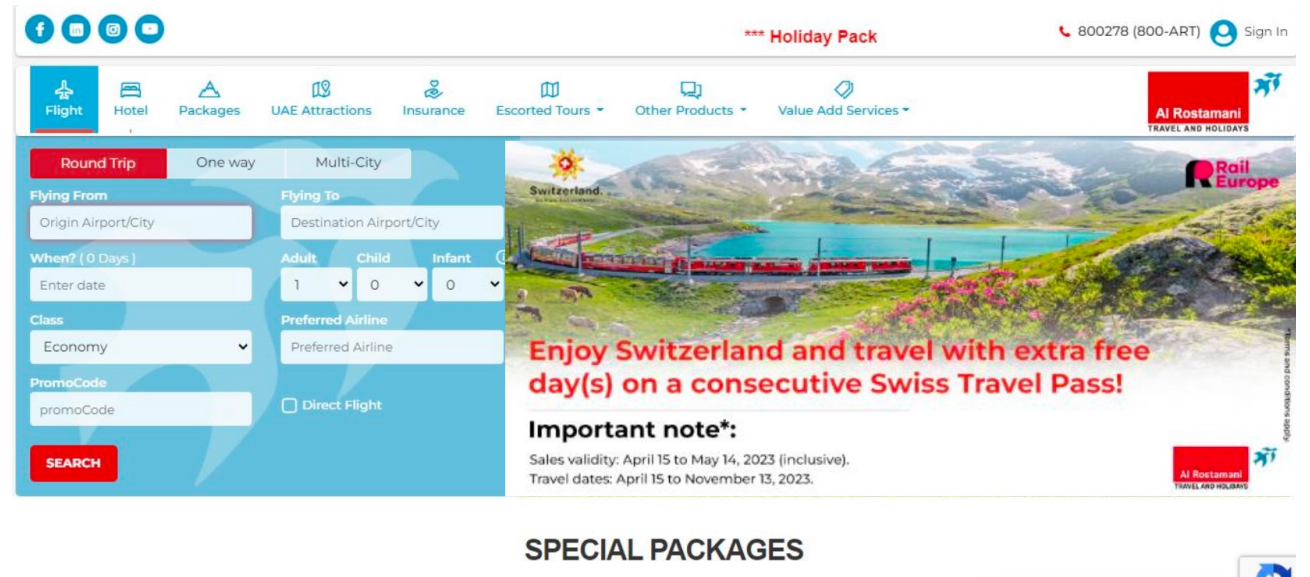 *** Holiday Pack
800278 (800-ART)
Sign In
Flight
Hotel
Packages
UAE Attractions
Insurance
Escorted Tours
Other Products
Value Add Services
Al Rostamani
TRAVEL AND HOLIDAYS
Round Trip
One way
Multi-City
Flying From
Flying To
Origin Airport/City
Destination Airport/City
When? ( 0 Days )
Adult
Child
Infant
Enter date
1
0
0
Class
Preferred Airline
Economy
Preferred Airline
PromoCode
promoCode
Direct Flight
SEARCH
Switzerland.
Rail
Europe
Enjoy Switzerland and travel with extra free
day(s) on a consecutive Swiss Travel Pass!
Important note*:
Sales validity: April 15 to May 14, 2023 (inclusive).
Travel dates: April 15 to November 13, 2023.
*Terms and conditions apply.
Al Rostamani
TRAVEL AND HOLIDAYS
SPECIAL PACKAGES